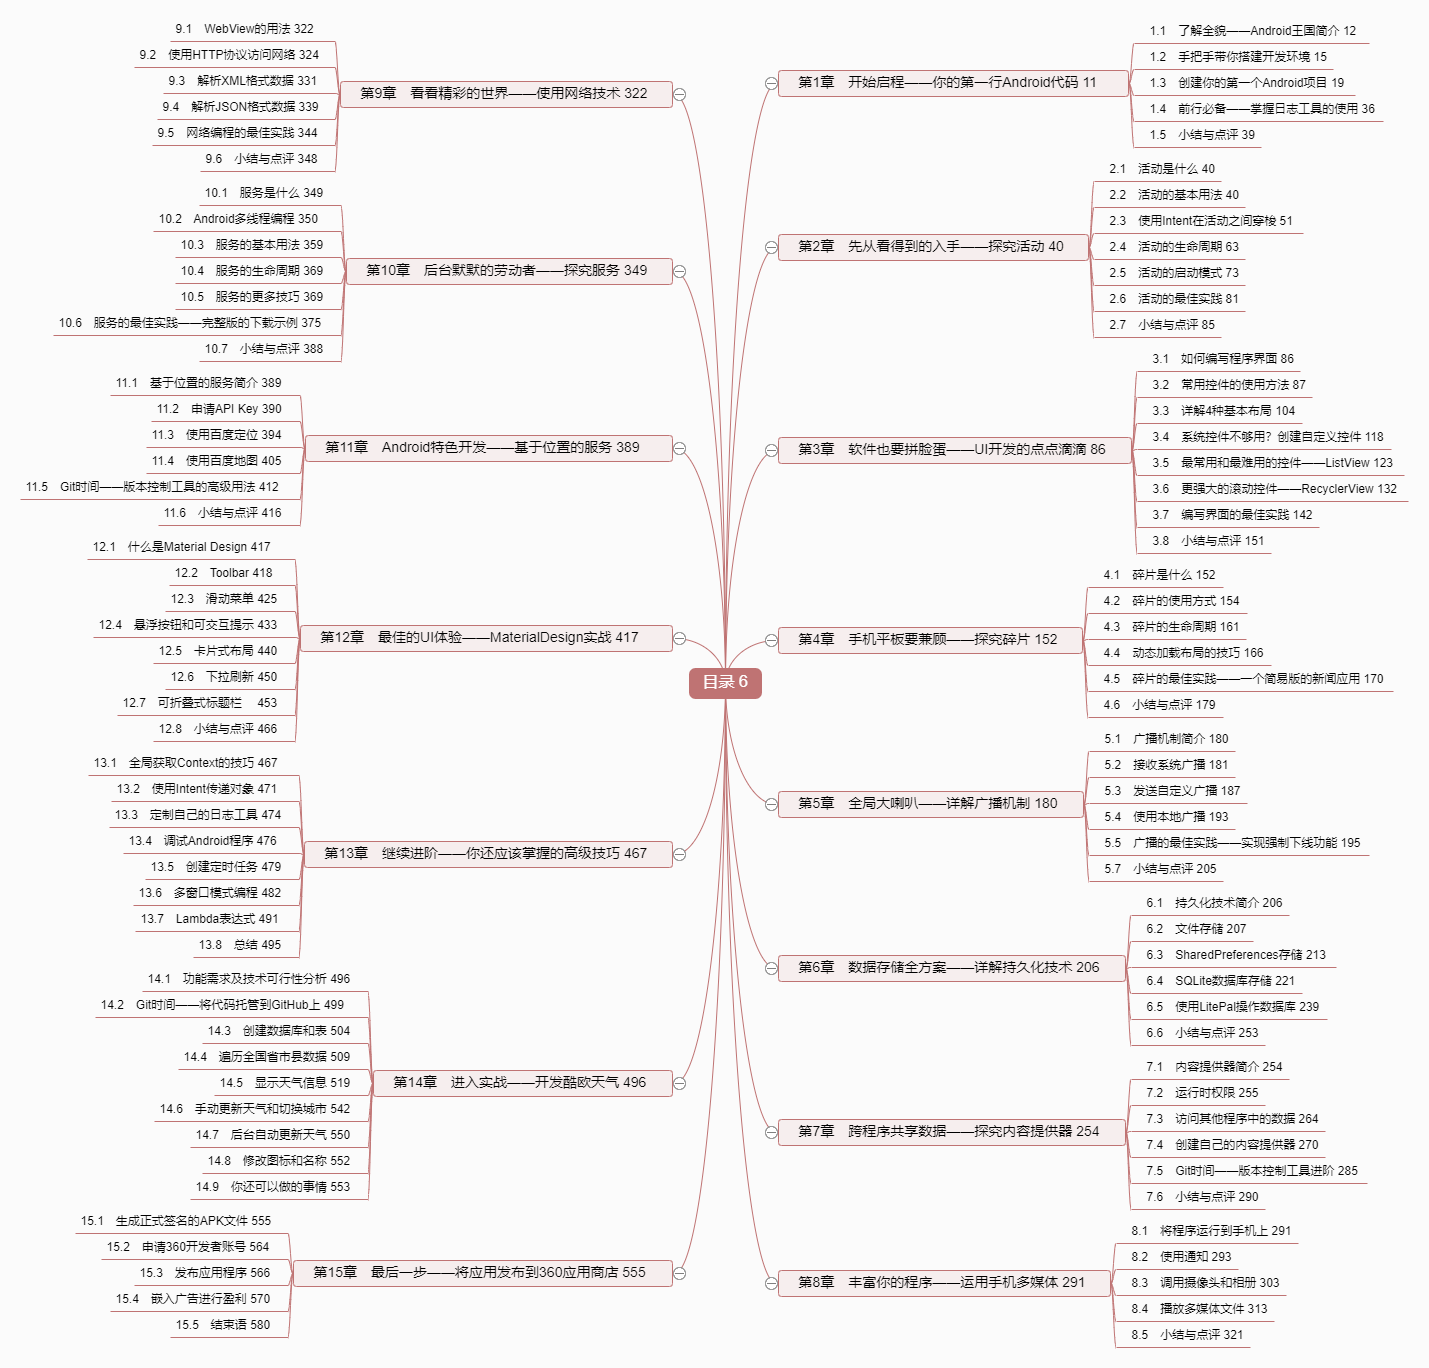 目录 6
第1章 开始启程——你的第一行Android代码 11
1.1 了解全貌——Android王国简介 12
1.2 手把手带你搭建开发环境 15
1.3 创建你的第一个Android项目 19
1.4 前行必备——掌握日志工具的使用 36
1.5 小结与点评 39
第2章 先从看得到的入手——探究活动 40
2.1 活动是什么 40
2.2 活动的基本用法 40
2.3 使用Intent在活动之间穿梭 51
2.4 活动的生命周期 63
2.5 活动的启动模式 73
2.6 活动的最佳实践 81
2.7 小结与点评 85
第3章 软件也要拼脸蛋——UI开发的点点滴滴 86
3.1 如何编写程序界面 86
3.2 常用控件的使用方法 87
3.3 详解4种基本布局 104
3.4 系统控件不够用？创建自定义控件 118
3.5 最常用和最难用的控件——ListView 123
3.6 更强大的滚动控件——RecyclerView 132
3.7 编写界面的最佳实践 142
3.8 小结与点评 151
第4章 手机平板要兼顾——探究碎片 152
4.1 碎片是什么 152
4.2 碎片的使用方式 154
4.3 碎片的生命周期 161
4.4 动态加载布局的技巧 166
4.5 碎片的最佳实践——一个简易版的新闻应用 170
4.6 小结与点评 179
第5章 全局大喇叭——详解广播机制 180
5.1 广播机制简介 180
5.2 接收系统广播 181
5.3 发送自定义广播 187
5.4 使用本地广播 193
5.5 广播的最佳实践——实现强制下线功能 195
5.7 小结与点评 205
第6章 数据存储全方案——详解持久化技术 206
6.1 持久化技术简介 206
6.2 文件存储 207
6.3 SharedPreferences存储 213
6.4 SQLite数据库存储 221
6.5 使用LitePal操作数据库 239
6.6 小结与点评 253
第7章 跨程序共享数据——探究内容提供器 254
7.1 内容提供器简介 254
7.2 运行时权限 255
7.3 访问其他程序中的数据 264
7.4 创建自己的内容提供器 270
7.5 Git时间——版本控制工具进阶 285
7.6 小结与点评 290
第8章 丰富你的程序——运用手机多媒体 291
8.1 将程序运行到手机上 291
8.2 使用通知 293
8.3 调用摄像头和相册 303
8.4 播放多媒体文件 313
8.5 小结与点评 321
第9章 看看精彩的世界——使用网络技术 322
9.1 WebView的用法 322
9.2 使用HTTP协议访问网络 324
9.3 解析XML格式数据 331
9.4 解析JSON格式数据 339
9.5 网络编程的最佳实践 344
9.6 小结与点评 348
第10章 后台默默的劳动者——探究服务 349
10.1 服务是什么 349
10.2 Android多线程编程 350
10.3 服务的基本用法 359
10.4 服务的生命周期 369
10.5 服务的更多技巧 369
10.6 服务的最佳实践——完整版的下载示例 375
10.7 小结与点评 388
第11章 Android特色开发——基于位置的服务 389
11.1 基于位置的服务简介 389
11.2 申请API Key 390
11.3 使用百度定位 394
11.4 使用百度地图 405
11.5 Git时间——版本控制工具的高级用法 412
11.6 小结与点评 416
第12章 最佳的UI体验——MaterialDesign实战 417
12.1 什么是Material Design 417
12.2 Toolbar 418
12.3 滑动菜单 425
12.4 悬浮按钮和可交互提示 433
12.5 卡片式布局 440
12.6 下拉刷新 450
12.7 可折叠式标题栏 453
12.8 小结与点评 466
第13章 继续进阶——你还应该掌握的高级技巧 467
13.1 全局获取Context的技巧 467
13.2 使用Intent传递对象 471
13.3 定制自己的日志工具 474
13.4 调试Android程序 476
13.5 创建定时任务 479
13.6 多窗口模式编程 482
13.7 Lambda表达式 491
13.8 总结 495
第14章 进入实战——开发酷欧天气 496
14.1 功能需求及技术可行性分析 496
14.2 Git时间——将代码托管到GitHub上 499
14.3 创建数据库和表 504
14.4 遍历全国省市县数据 509
14.5 显示天气信息 519
14.6 手动更新天气和切换城市 542
14.7 后台自动更新天气 550
14.8 修改图标和名称 552
14.9 你还可以做的事情 553
第15章 最后一步——将应用发布到360应用商店 555
15.1 生成正式签名的APK文件 555
15.2 申请360开发者账号 564
15.3 发布应用程序 566
15.4 嵌入广告进行盈利 570
15.5 结束语 580